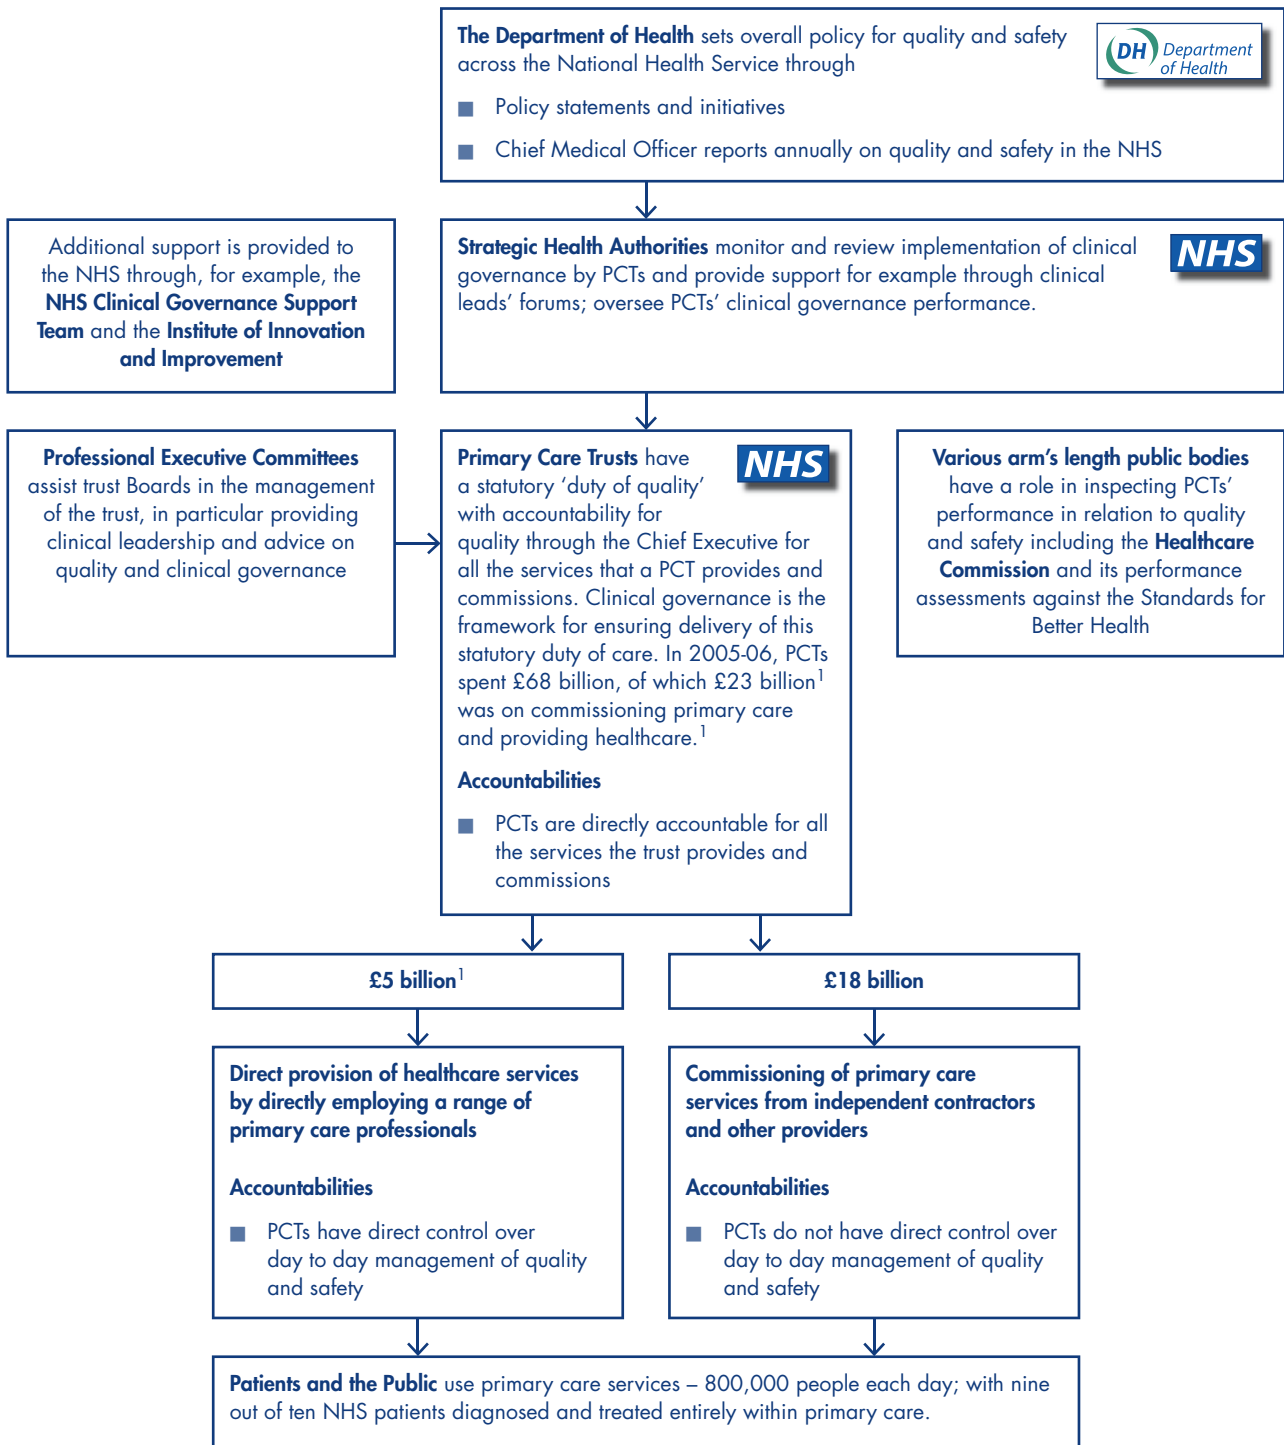 The Department of Health sets overall policy for quality and safety
across the National Health Service through
■ Policy statements and initiatives
■ Chief Medical Officer reports annually on quality and safety in the NHS
DH Department
of Health
Additional support is provided to
the NHS through, for example, the
NHS Clinical Governance Support
Team and the Institute of Innovation
and Improvement
Strategic Health Authorities monitor and review implementation of clinical
governance by PCTs and provide support for example through clinical
leads’ forums; oversee PCTs’ clinical governance performance.
NHS
Professional Executive Committees
assist trust Boards in the management
of the trust, in particular providing
clinical leadership and advice on
quality and clinical governance
Primary Care Trusts have
a statutory ‘duty of quality’
with accountability for
quality through the Chief Executive for
all the services that a PCT provides and
commissions. Clinical governance is the
framework for ensuring delivery of this
statutory duty of care. In 2005-06, PCTs
spent £68 billion, of which £23 billion¹
was on commissioning primary care
and providing healthcare.¹
Accountabilities
■ PCTs are directly accountable for all
the services the trust provides and
commissions
NHS
Various arm’s length public bodies
have a role in inspecting PCTs’
performance in relation to quality
and safety including the Healthcare
Commission and its performance
assessments against the Standards for
Better Health
£5 billion¹
£18 billion
Direct provision of healthcare services
by directly employing a range of
primary care professionals
Accountabilities
■ PCTs have direct control over
day to day management of quality
and safety
Commissioning of primary care
services from independent contractors
and other providers
Accountabilities
■ PCTs do not have direct control over
day to day management of quality
and safety
Patients and the Public use primary care services – 800,000 people each day; with nine
out of ten NHS patients diagnosed and treated entirely within primary care.